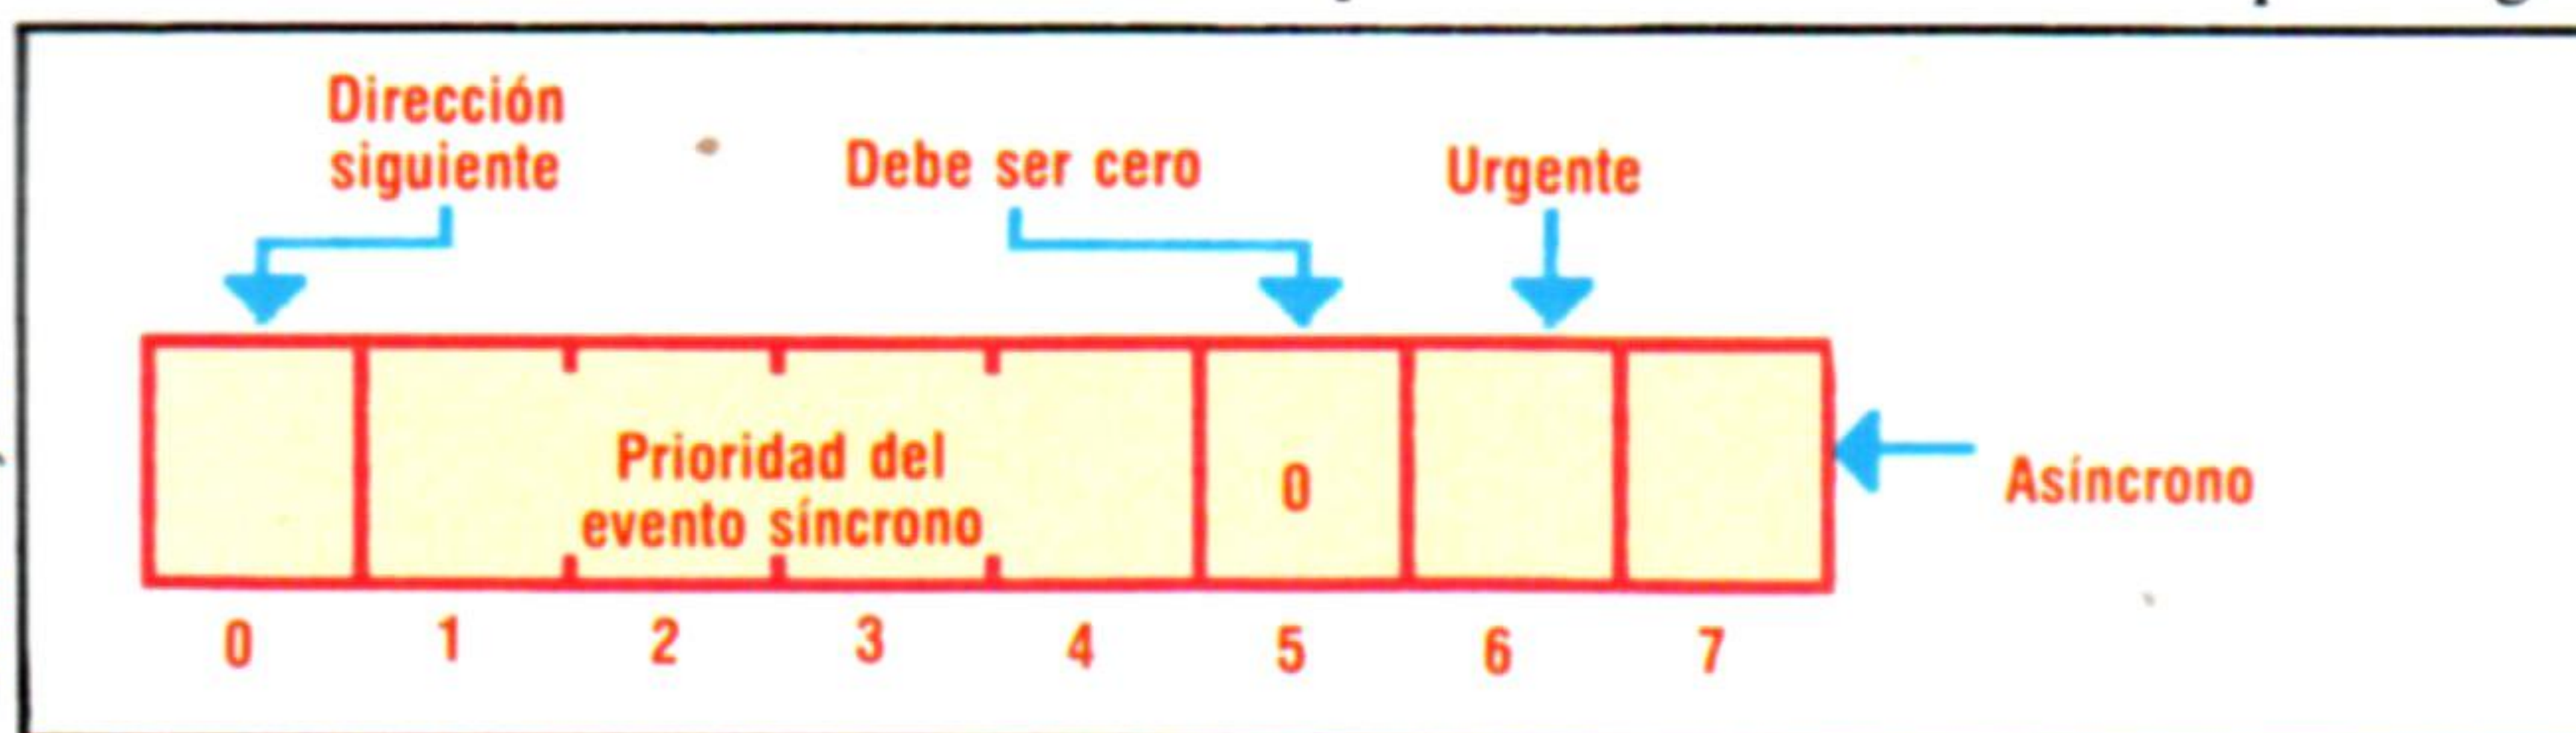 Dirección
siguiente
Debe ser cero
Urgente
Prioridad del
evento síncrono
0
Asíncrono
0 1 2 3 4 5 6 7